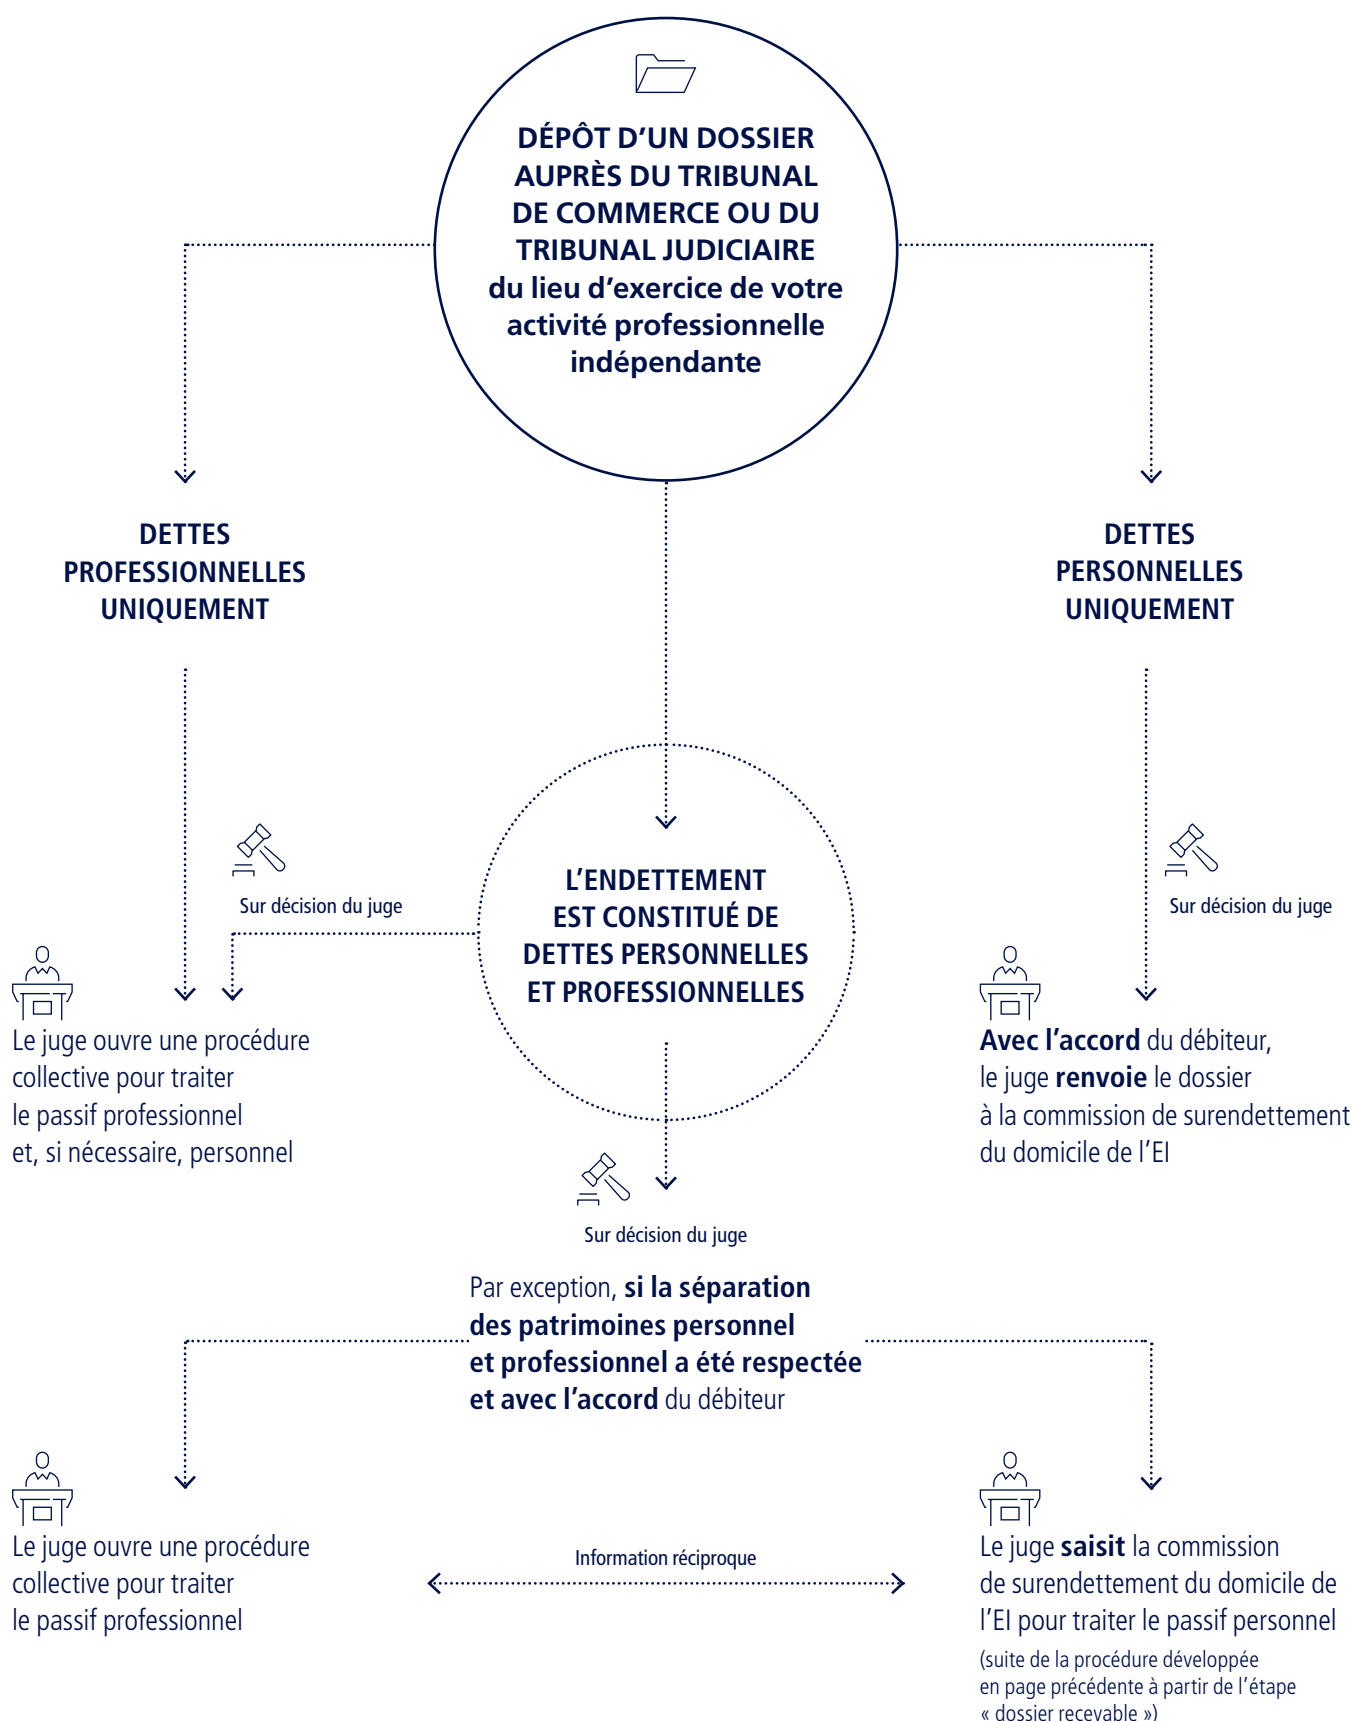 DÉPÔT D’UN DOSSIER
AUPRÈS DU TRIBUNAL
DE COMMERCE OU DU
TRIBUNAL JUDICIAIRE
du lieu d’exercice de votre
activité professionnelle
indépendante
DETTES
PROFESSIONNELLES
UNIQUEMENT
DETTES
PERSONNELLES
UNIQUEMENT
Sur décision du juge
L’ENDETTEMENT
EST CONSTITUÉ DE
DETTES PERSONNELLES
ET PROFESSIONNELLES
Sur décision du juge
Le juge ouvre une procédure
collective pour traiter
le passif professionnel
et, si nécessaire, personnel
Avec l’accord du débiteur,
le juge renvoie le dossier
à la commission de surendettement
du domicile de l’EI
Sur décision du juge
Par exception, si la séparation
des patrimoines personnel
et professionnel a été respectée
et avec l’accord du débiteur
Le juge ouvre une procédure
collective pour traiter
le passif professionnel
Information réciproque
Le juge saisit la commission
de surendettement du domicile de
l’EI pour traiter le passif personnel
(suite de la procédure développée
en page précédente à partir de l’étape
« dossier recevable »)